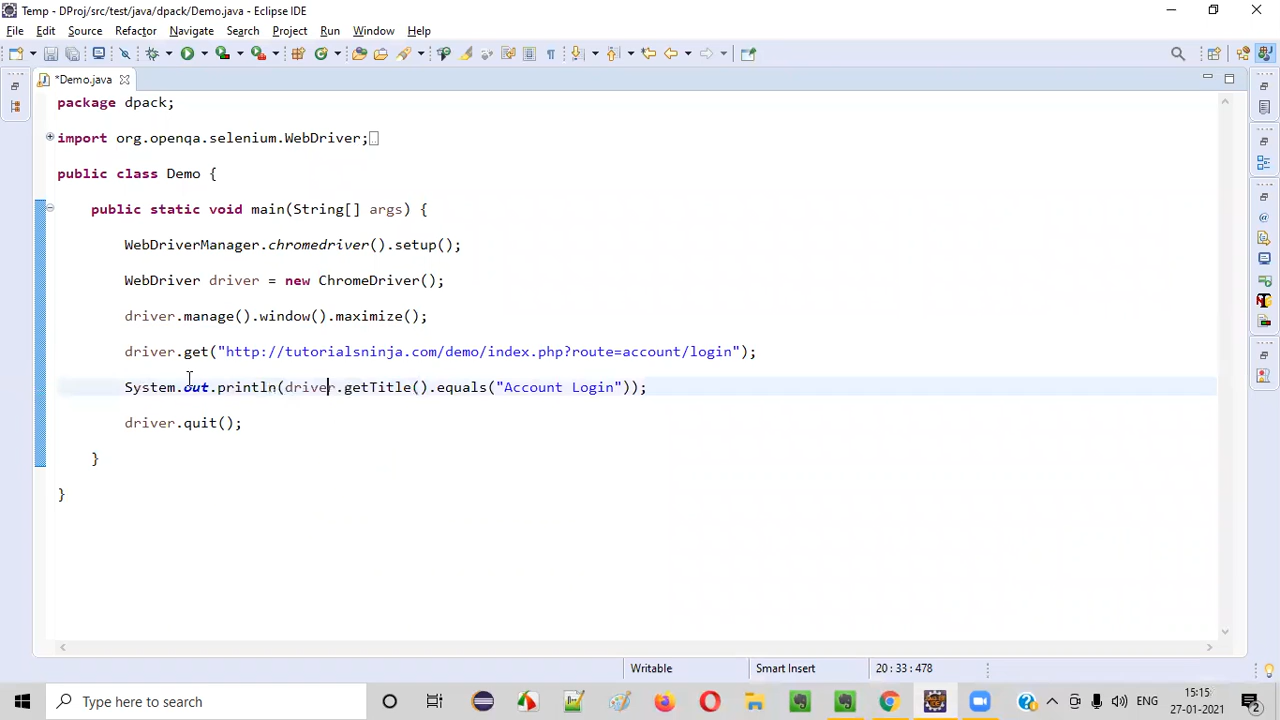 Temp - DProj/src/test/java/dpack/Demo.java - Eclipse IDE
File Edit Source Refactor Navigate Search Project Run Window Help
*Demo.java
package dpack;
import org.openqa.selenium.WebDriver;
public class Demo {
public static void main(String[] args) {
WebDriverManager.chromedriver().setup();
WebDriver driver = new ChromeDriver();
driver.manage().window().maximize();
driver.get("http://tutorialsninja.com/demo/index.php?route=account/login");
System.out.println(driver.getTitle().equals("Account Login"));
driver.quit();
}
}
Writable Smart Insert 20 : 33 : 478
Type here to search
ENG
5:15
27-01-2021
2